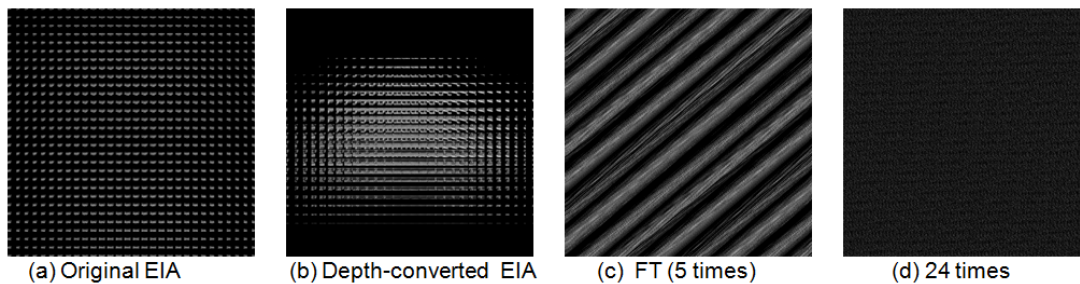 (a) Original EIA
(b) Depth-converted EIA
(c) FT (5 times)
(d) 24 times